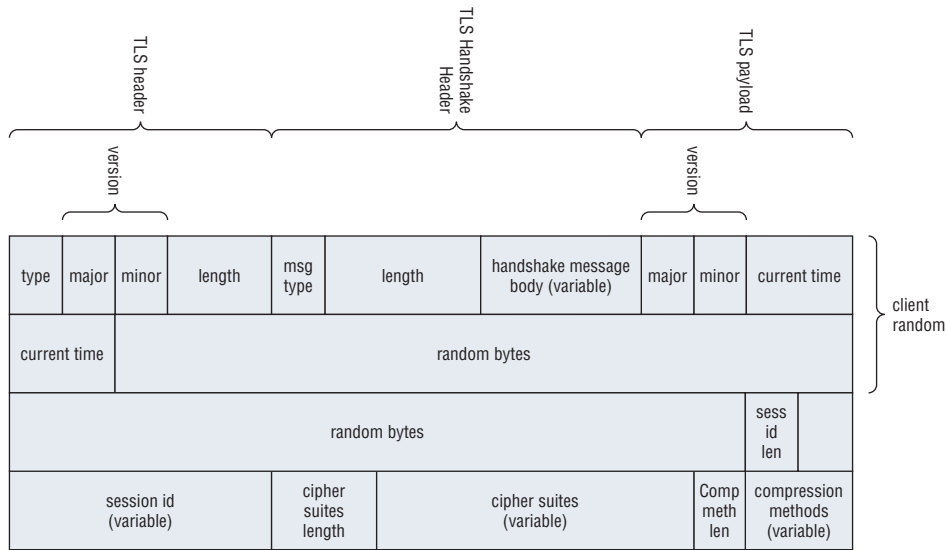 TLS header
TLS Handshake
Header
TLS payload
version
version
type
major
minor
length
msg
type
length
handshake message
body (variable)
major
minor
current time
client
random
current time
random bytes
random bytes
sess
id
len
session id
(variable)
cipher
suites
length
cipher suites
(variable)
Comp
meth
len
compression
methods
(variable)